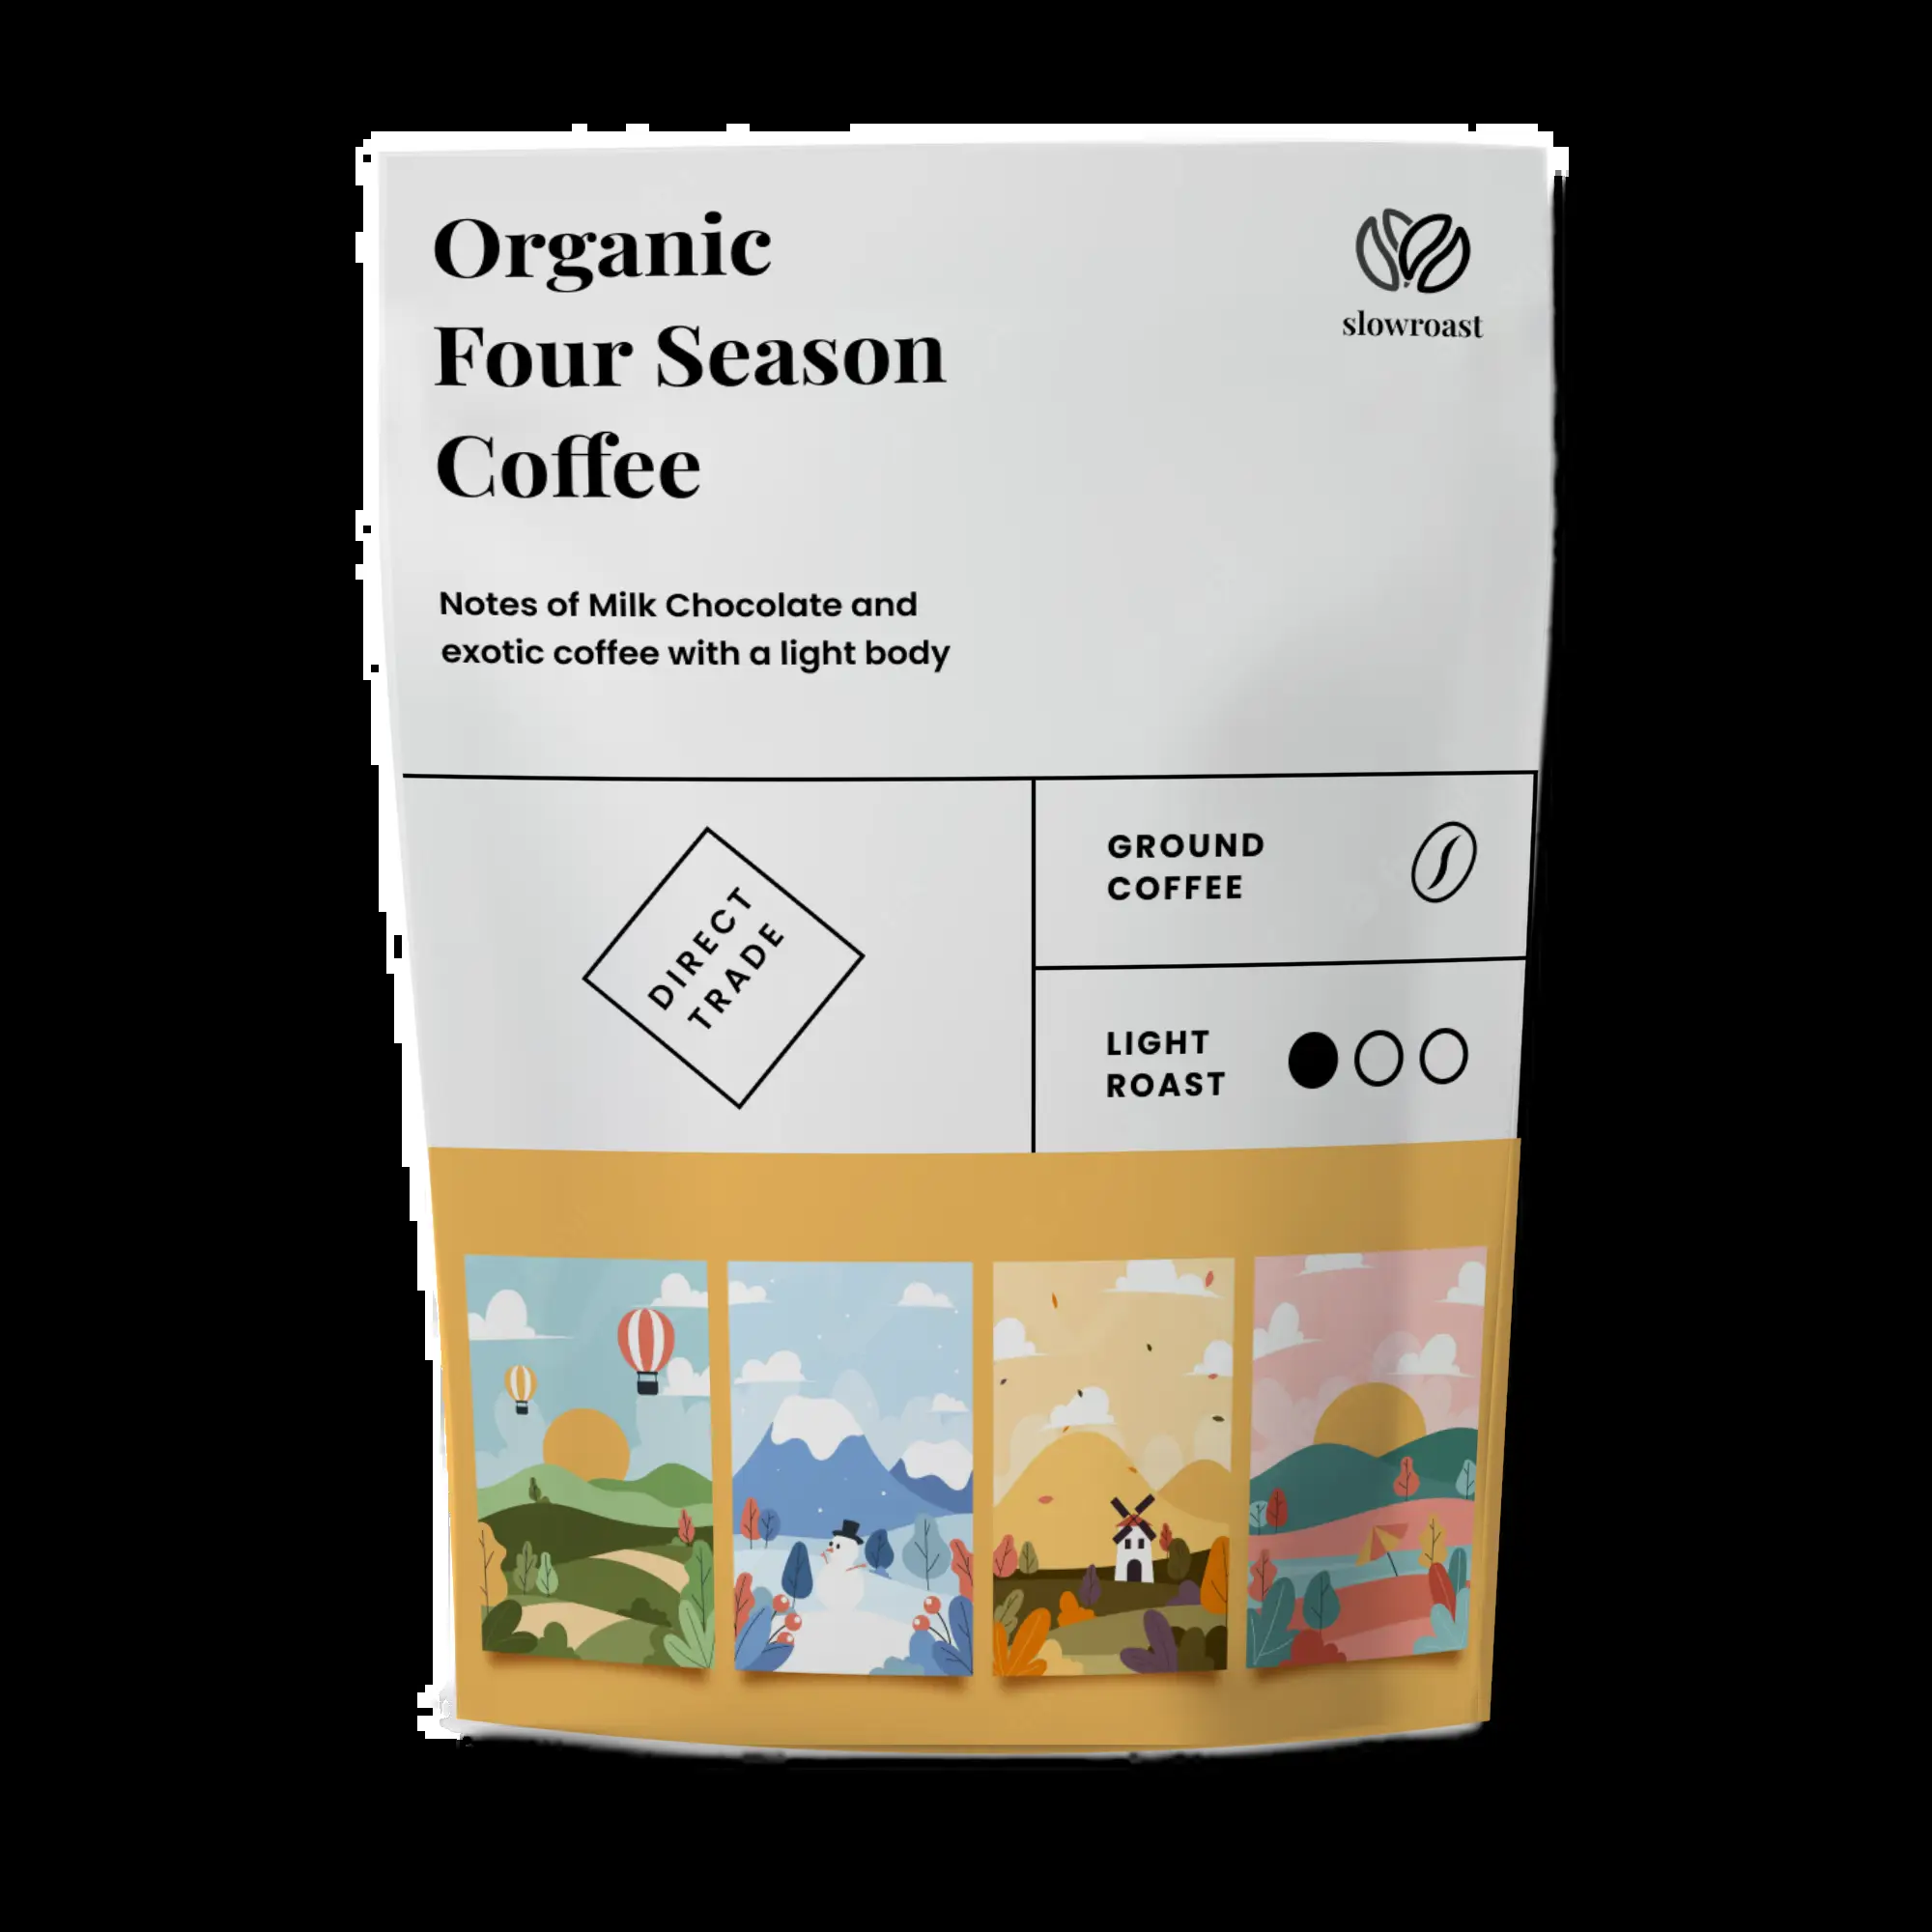 Organic
Four Season
Coffee
slowroast
Notes of Milk Chocolate and
exotic coffee with a light body
DIRECT
TRADE
GROUND
COFFEE
LIGHT
ROAST